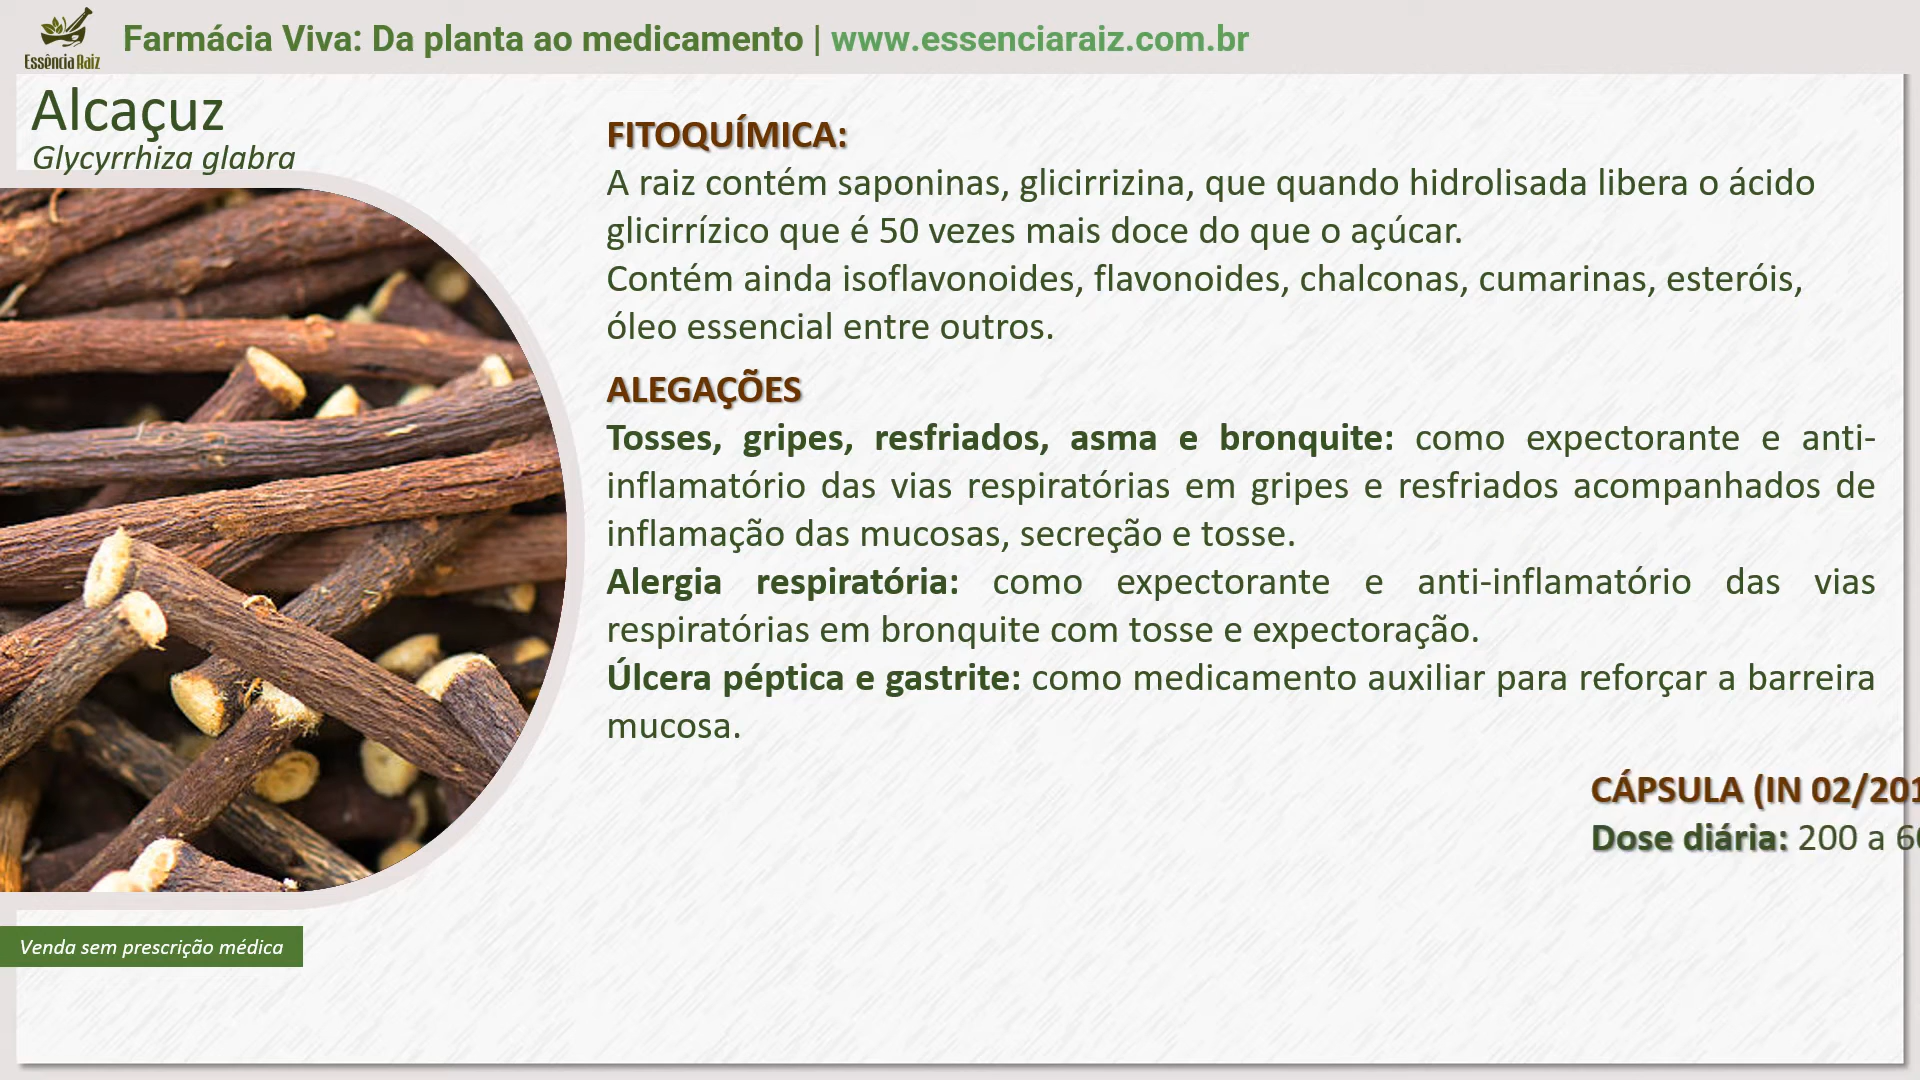 Essência Raiz
Farmácia Viva: Da planta ao medicamento | www.essenciaraiz.com.br
Alcaçuz
Glycyrrhiza glabra
FITOQUÍMICA:
A raiz contém saponinas, glicirrizina, que quando hidrolisada libera o ácido
glicirrízico que é 50 vezes mais doce do que o açúcar.
Contém ainda isoflavonoides, flavonoides, chalconas, cumarinas, esteróis,
óleo essencial entre outros.
ALEGAÇÕES
Tosses, gripes, resfriados, asma e bronquite: como expectorante e anti-
inflamatório das vias respiratórias em gripes e resfriados acompanhados de
inflamação das mucosas, secreção e tosse.
Alergia respiratória: como expectorante e anti-inflamatório das vias
respiratórias em bronquite com tosse e expectoração.
Úlcera péptica e gastrite: como medicamento auxiliar para reforçar a barreira
mucosa.
CÁPSULA (IN
Dose diária: 200 a
Venda sem prescrição médica